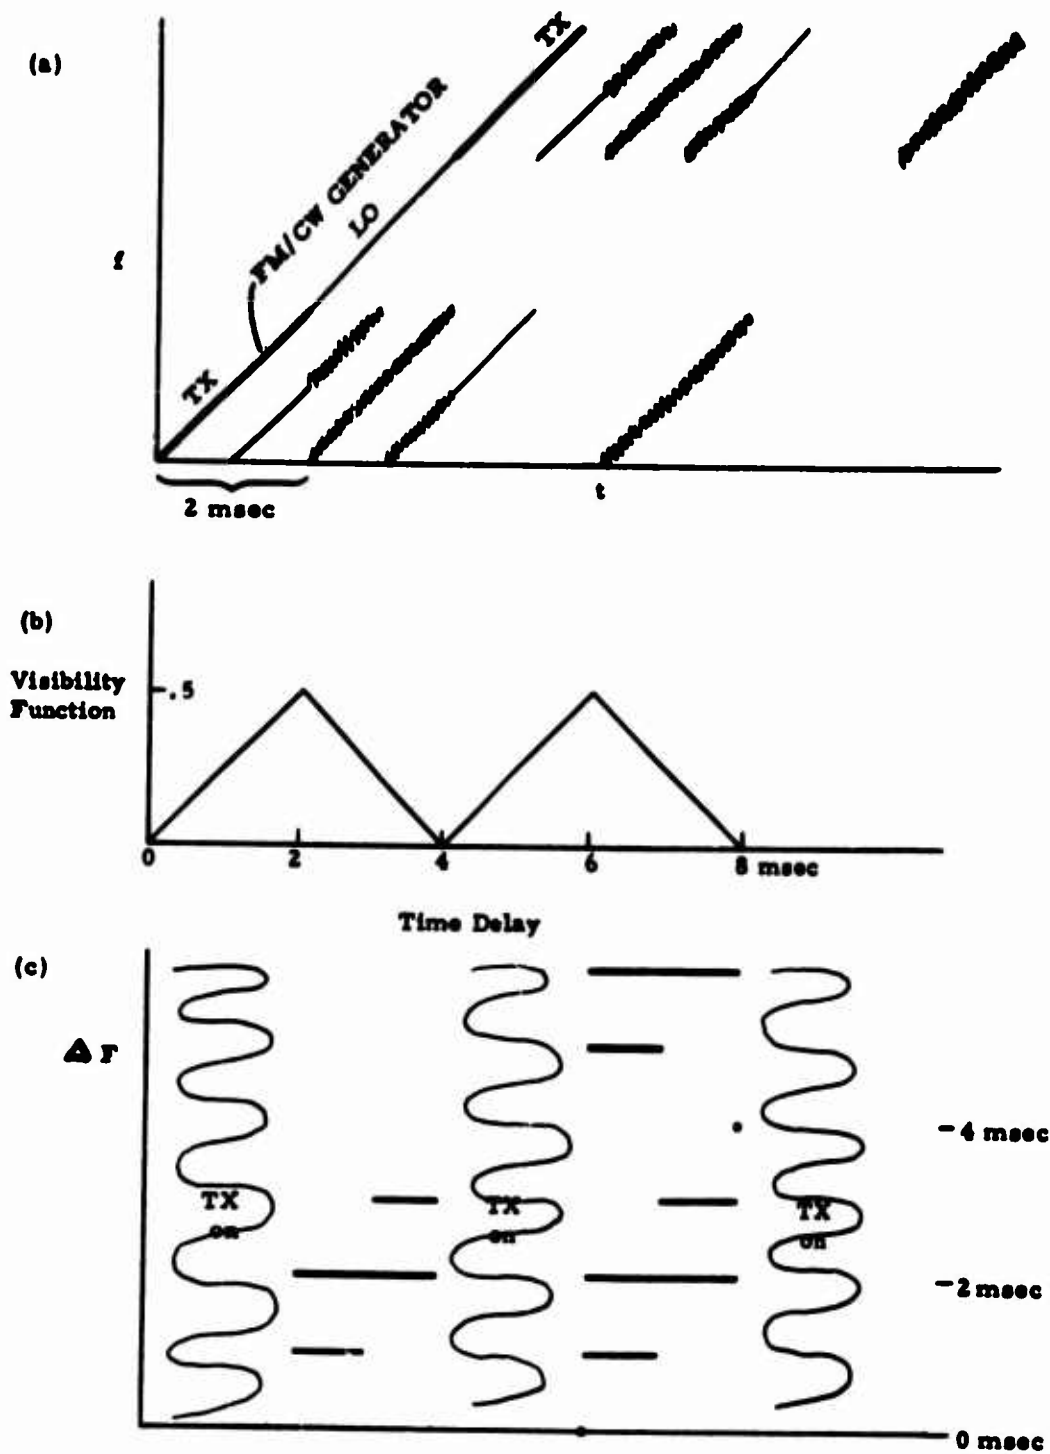 (a)
TX
FM/CW GENERATOR
LO
f
TX
2 msec
t
(b)
Visibility
Function
.5
0 2 4 6 8 msec
Time Delay
(c)
Δ F
4 msec
TX
on
TX
on
TX
on
2 msec
0 msec